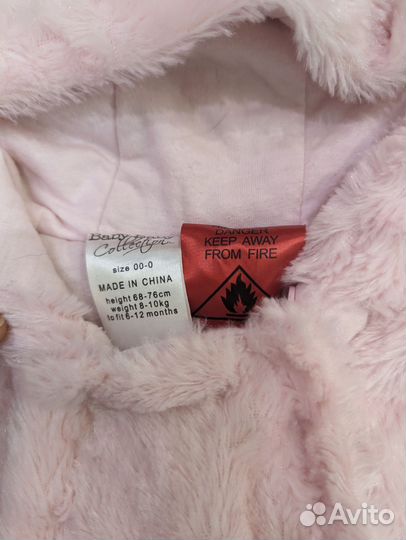 Baby
Collection
size 00-0
MADE IN CHINA
height 68-76cm
weight 8-10kg
to fit 6-12 months
DANGER
KEEP AWAY
FROM FIRE
Avito